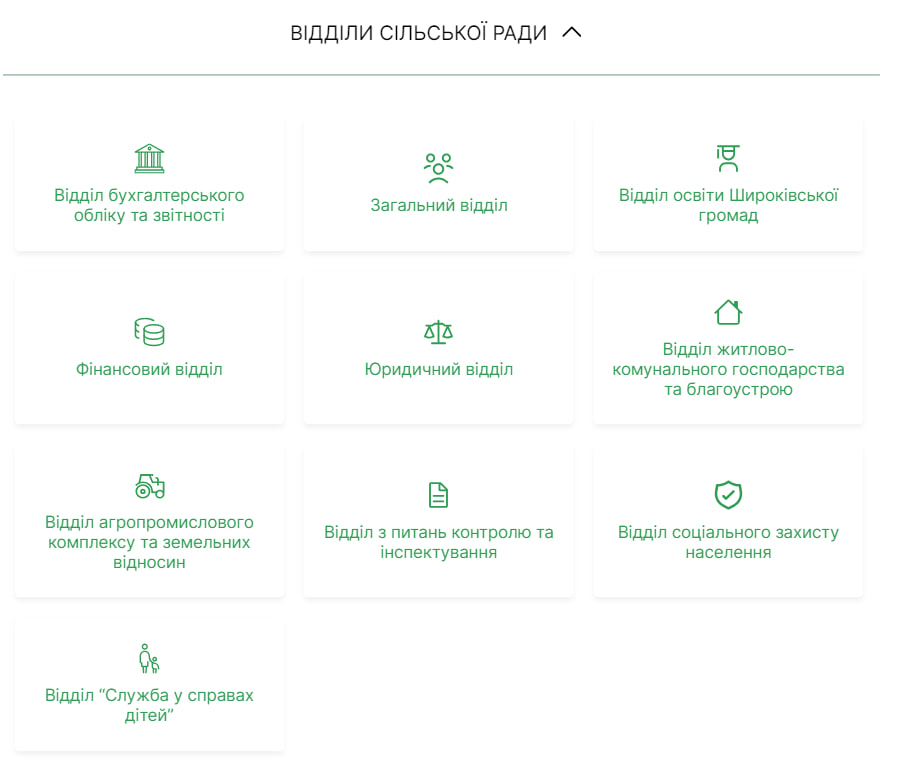 ВІДДІЛИ СІЛЬСЬКОЇ РАДИ
Відділ бухгалтерського
обліку та звітності
Загальний відділ
Відділ освіти Широківської
громад
Фінансовий відділ
Юридичний відділ
Відділ житлово-
комунального господарства
та благоустрою
Відділ агропромислового
комплексу та земельних
відносин
Відділ з питань контролю та
інспектування
Відділ соціального захисту
населення
Відділ “Служба у справах
дітей”